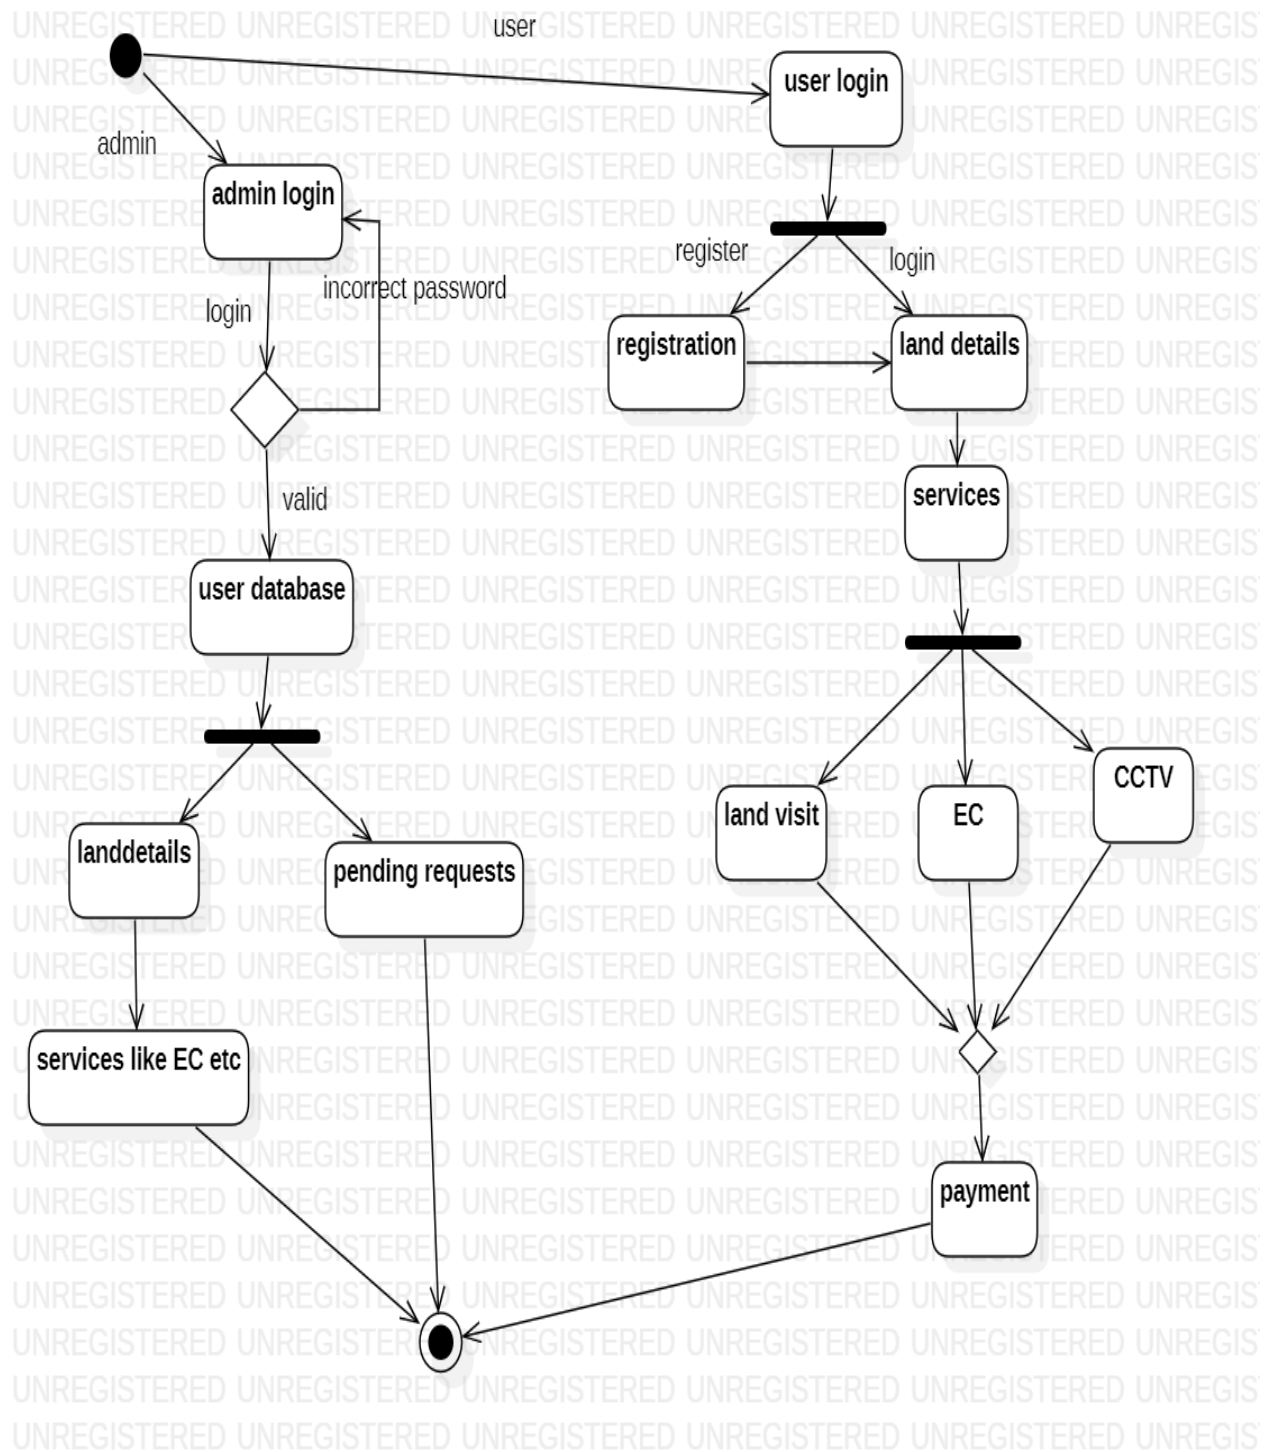 user
user login
admin
admin login
register
login
incorrect password
login
registration
land details
services
valid
user database
CCTV
land visit
EC
landdetails
pending requests
services like EC etc
payment
UNREGISTERED